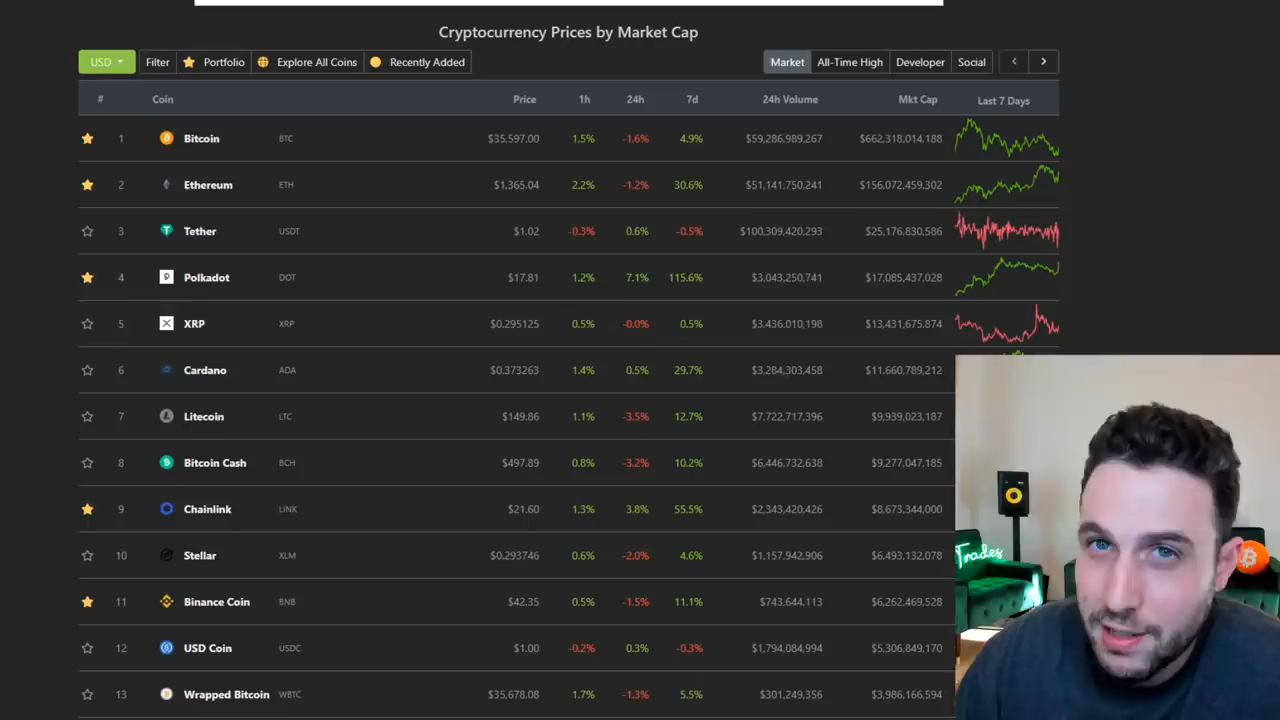 Cryptocurrency Prices by Market Cap
USD Filter Portfolio Explore All Coins Recently Added Market All-Time High Developer Social
# Coin Price 1h 24h 7d 24h Volume Mkt Cap Last 7 Days
1 Bitcoin BTC $35,597.00 1.5% -1.6% 4.9% $59,286,989,267 $662,318,014,188
2 Ethereum ETH $1,365.04 2.2% -1.2% 30.6% $51,141,750,241 $156,072,459,302
3 Tether USDT $1.02 -0.3% 0.6% -0.5% $100,309,420,293 $25,176,830,586
4 Polkadot DOT $17.81 1.2% 7.1% 115.6% $3,043,250,741 $17,085,437,028
5 XRP XRP $0.295125 0.5% -0.0% 0.5% $3,436,010,198 $13,431,675,874
6 Cardano ADA $0.373263 1.4% 0.5% 29.7% $3,284,303,458 $11,660,789,212
7 Litecoin LTC $149.86 1.1% -3.5% 12.7% $7,722,717,396 $9,939,023,187
8 Bitcoin Cash BCH $497.89 0.8% -3.2% 10.2% $6,446,732,638 $9,277,047,185
9 Chainlink LINK $21.60 1.3% 3.8% 55.5% $2,343,420,426 $8,673,344,000
10 Stellar XLM $0.293746 0.6% -2.0% 4.6% $1,157,942,906 $6,493,132,078
11 Binance Coin BNB $42.35 0.5% -1.5% 11.1% $743,644,113 $6,262,469,528
12 USD Coin USDC $1.00 -0.2% 0.3% -0.3% $1,794,084,994 $5,306,849,170
13 Wrapped Bitcoin WBTC $35,678.08 1.7% -1.3% 5.5% $301,249,356 $3,986,166,594
Trades